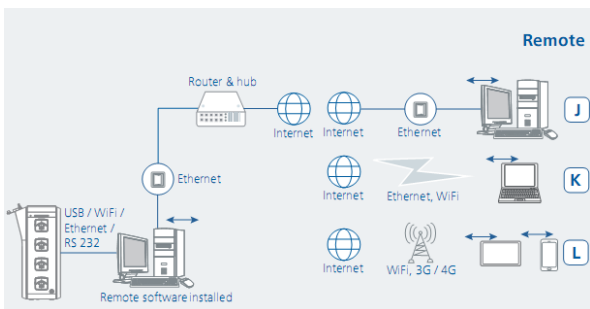 Remote
Router & hub
Internet
Internet
Ethernet
J
Ethernet
Internet
Ethernet, WiFi
K
USB / WiFi /
Ethernet /
RS 232
Internet
WiFi, 3G / 4G
L
Remote software installed